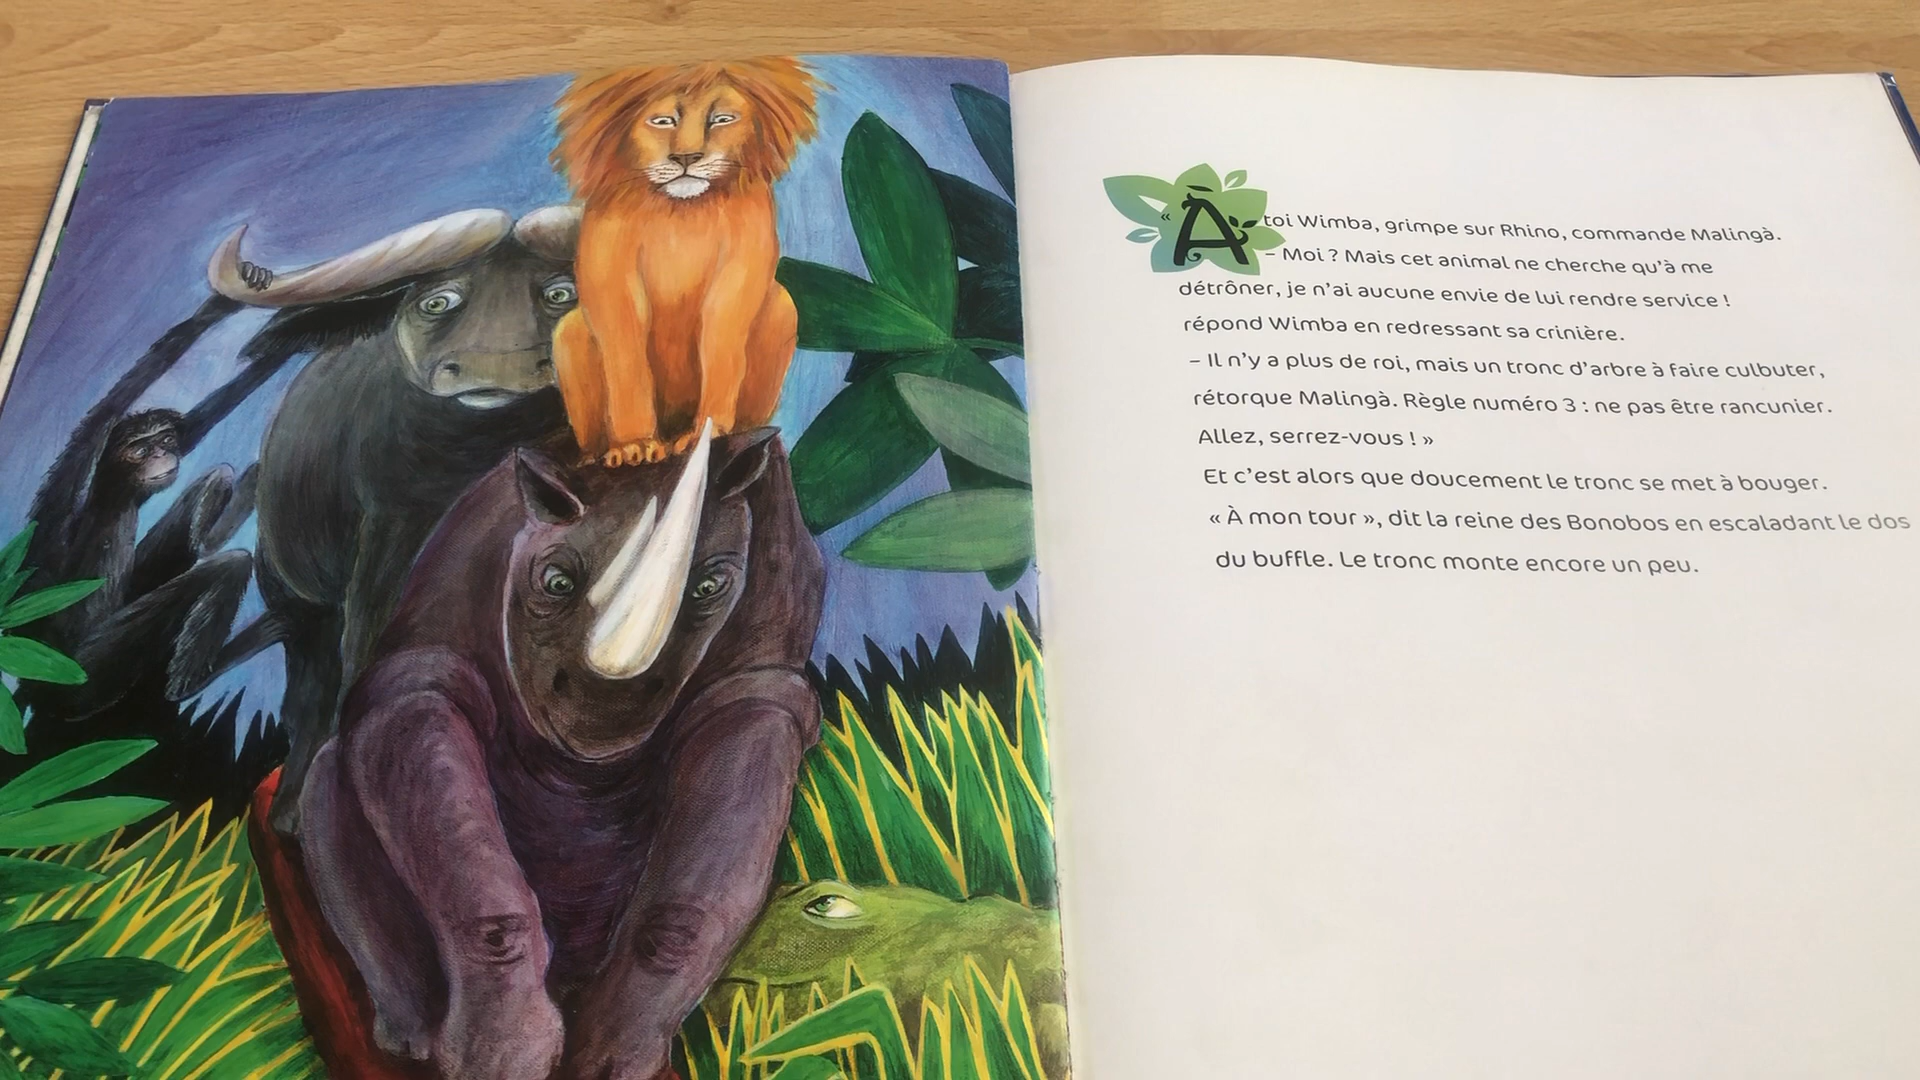 « À toi Wimba, grimpe sur Rhino, commande Malingà.
– Moi ? Mais cet animal ne cherche qu'à me
détrôner, je n'ai aucune envie de lui rendre service !
répond Wimba en redressant sa crinière.
– Il n'y a plus de roi, mais un tronc d'arbre à faire culbuter,
rétorque Malingà. Règle numéro 3 : ne pas être rancunier.
Allez, serrez-vous ! »
Et c'est alors que doucement le tronc se met à bouger.
« À mon tour », dit la reine des Bonobos en escaladant le dos
du buffle. Le tronc monte encore un peu.